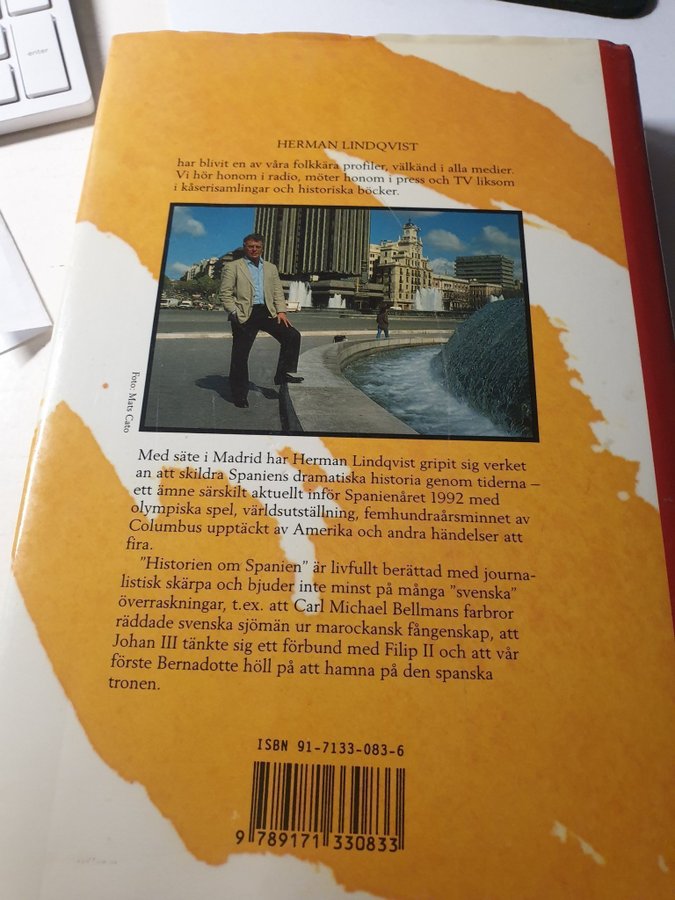 enter
HERMAN LINDQVIST
har blivit en av våra folkkära profiler, välkänd i alla medier.
Vi hör honom i radio, möter honom i press och TV liksom
i kåserisamlingar och historiska böcker.
Foto: Mats Cato
Med säte i Madrid har Herman Lindqvist gripit sig verket
an att skildra Spaniens dramatiska historia genom tiderna –
ett ämne särskilt aktuellt inför Spanienåret 1992 med
olympiska spel, världsutställning, femhundraårsminnet av
Columbus upptäckt av Amerika och andra händelser att
fira.
"Historien om Spanien" är livfullt berättad med journa-
listisk skärpa och bjuder inte minst på många "svenska"
överraskningar, t.ex. att Carl Michael Bellmans farbror
räddade svenska sjömän ur marockansk fångenskap, att
Johan III tänkte sig ett förbund med Filip II och att vår
förste Bernadotte höll på att hamna på den spanska
tronen.
ISBN 91-7133-083-6
9 789171 330833